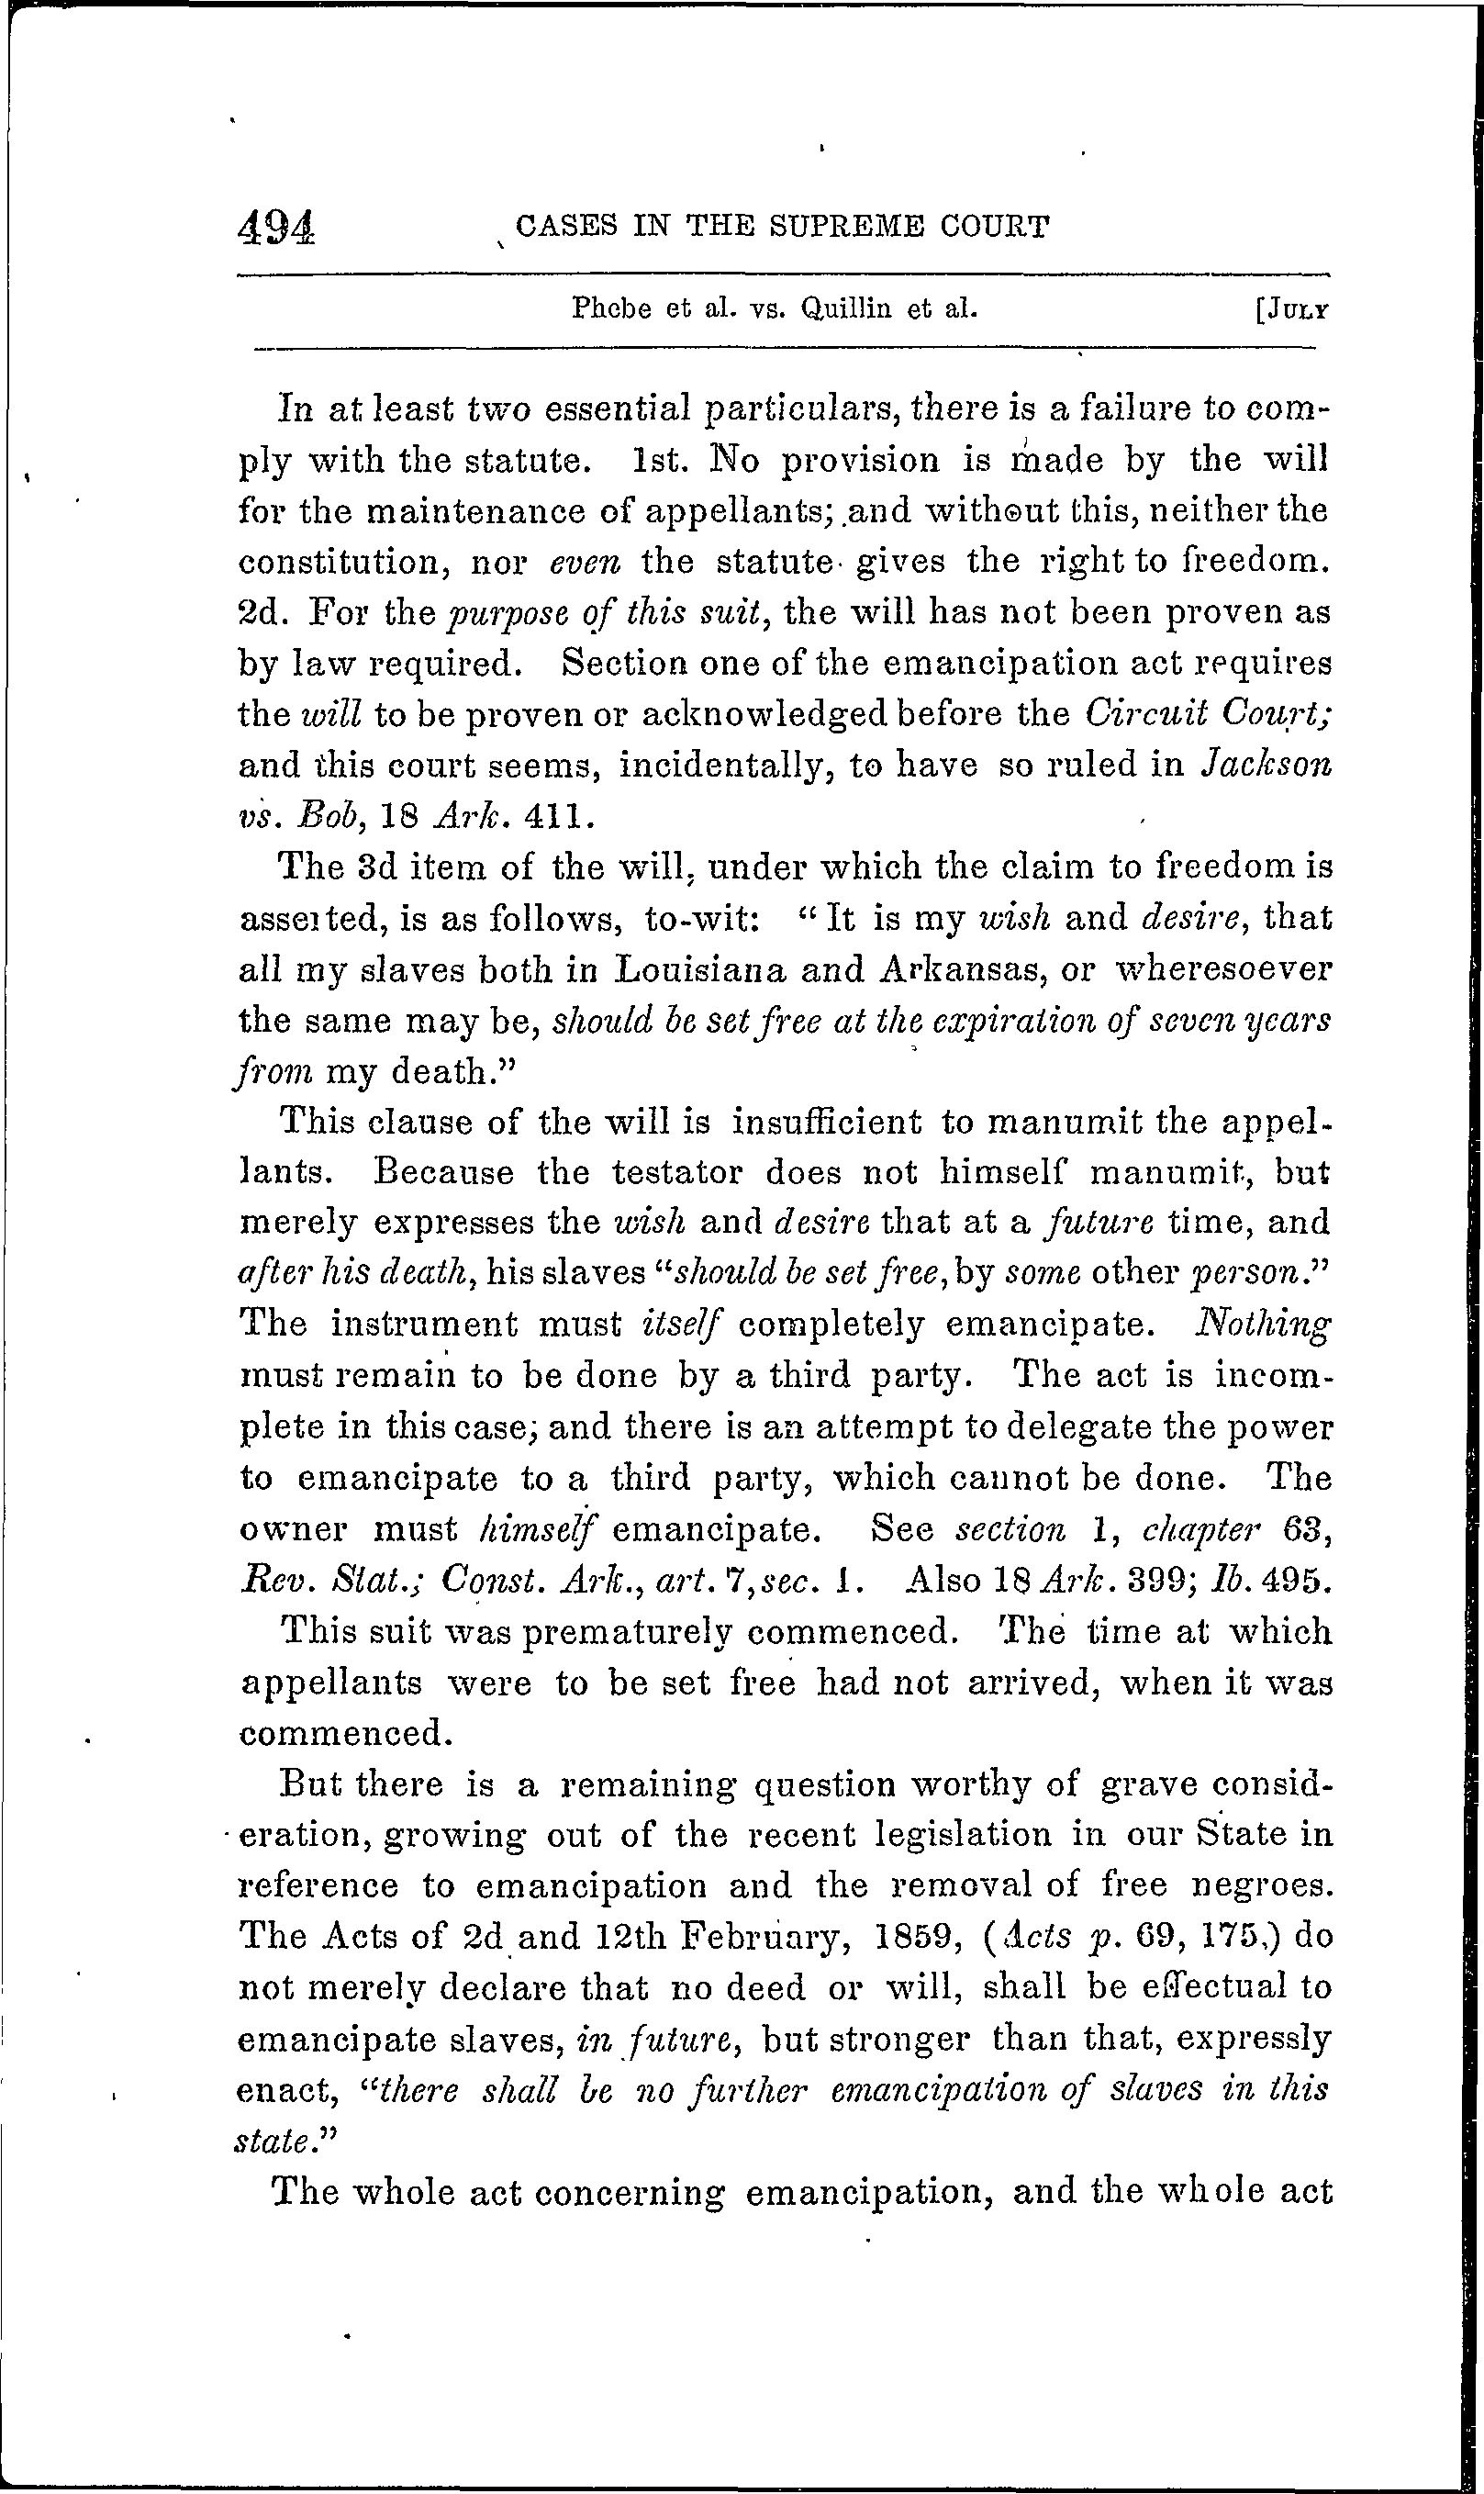 494 CASES IN THE SUPREME COURT
Phebe et al. vs. Quillin et al. [JULY
In at least two essential particulars, there is a failure to com-
ply with the statute. 1st. No provision is made by the will
for the maintenance of appellants; and without this, neither the
constitution, nor even the statute gives the right to freedom.
2d. For the purpose of this suit, the will has not been proven as
by law required. Section one of the emancipation act requires
the will to be proven or acknowledged before the Circuit Court;
and this court seems, incidentally, to have so ruled in Jackson
vs. Bob, 18 Ark. 411.
The 3d item of the will, under which the claim to freedom is
asserted, is as follows, to-wit: "It is my wish and desire, that
all my slaves both in Louisiana and Arkansas, or wheresoever
the same may be, should be set free at the expiration of seven years
from my death."
This clause of the will is insufficient to manumit the appel-
lants. Because the testator does not himself manumit, but
merely expresses the wish and desire that at a future time, and
after his death, his slaves "should be set free, by some other person."
The instrument must itself completely emancipate. Nothing
must remain to be done by a third party. The act is incom-
plete in this case; and there is an attempt to delegate the power
to emancipate to a third party, which cannot be done. The
owner must himself emancipate. See section 1, chapter 63,
Rev. Stat.; Const. Ark., art. 7, sec. 1. Also 18 Ark. 399; Ib. 495.
This suit was prematurely commenced. The time at which
appellants were to be set free had not arrived, when it was
commenced.
But there is a remaining question worthy of grave consid-
eration, growing out of the recent legislation in our State in
reference to emancipation and the removal of free negroes.
The Acts of 2d and 12th February, 1859, (Acts p. 69, 175,) do
not merely declare that no deed or will, shall be effectual to
emancipate slaves, in future, but stronger than that, expressly
enact, "there shall be no further emancipation of slaves in this
state."
The whole act concerning emancipation, and the whole act